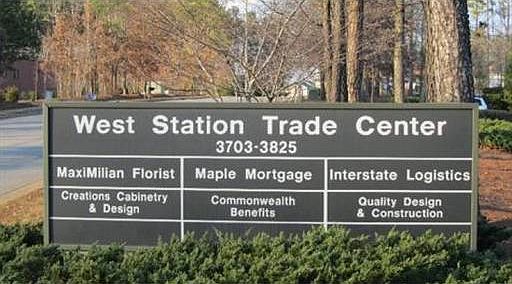 West Station Trade Center
3703-3825
MaxiMilian Florist
Maple Mortgage
Interstate Logistics
Creations Cabinetry
& Design
Commonwealth
Benefits
Quality Design
& Construction